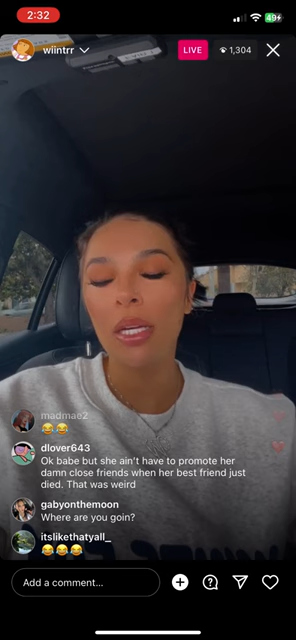 2:32
49
wiintrr
LIVE
1,304
madmae2
😂😂
dlover643
Ok babe but she ain't have to promote her
damn close friends when her best friend just
died. That was weird
gabyonthemoon
Where are you goin?
itslikethatyall_
😂😂😂
Add a comment...